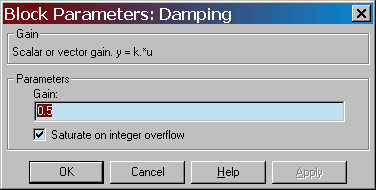 Block Parameters: Damping
Gain
Scalar or vector gain. y = k.*u
Parameters
Gain:
0.5
Saturate on integer overflow
OK Cancel Help Apply